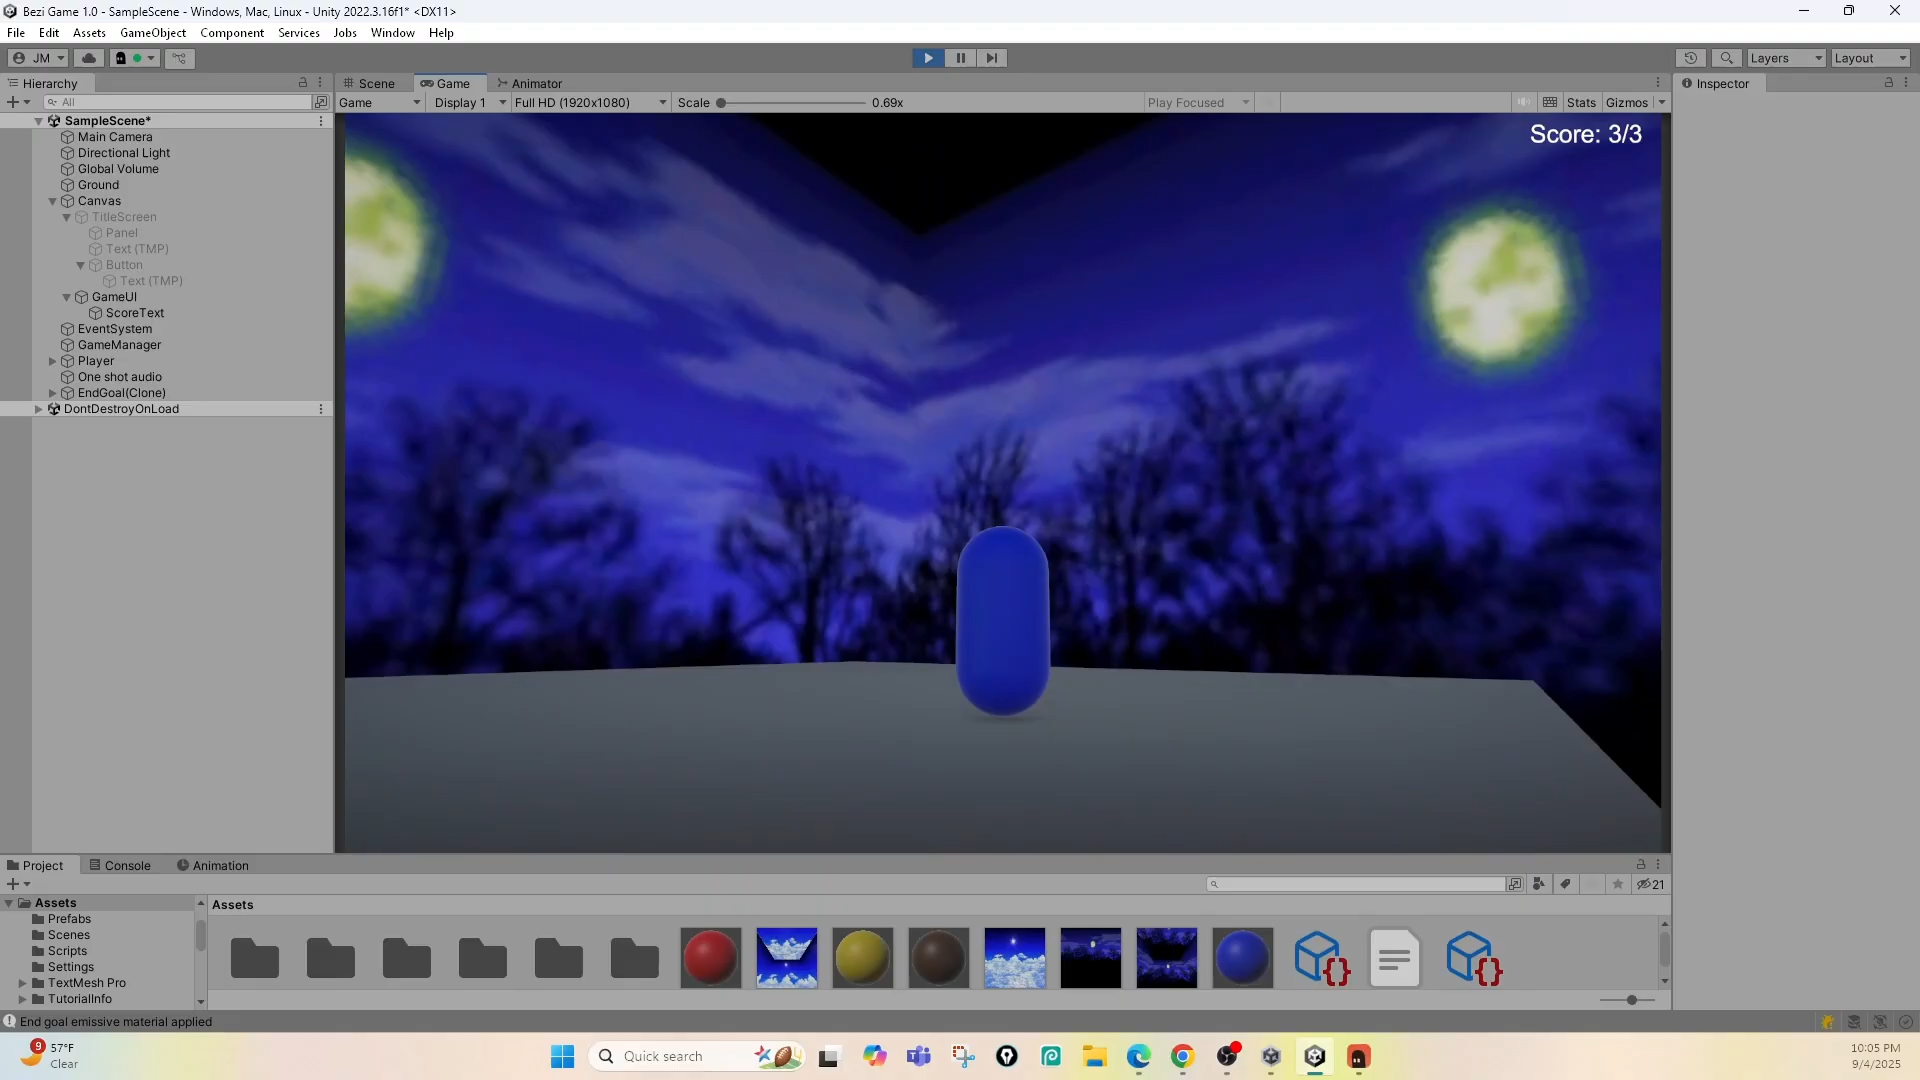 Bezi Game 1.0 - SampleScene - Windows, Mac, Linux - Unity 2022.3.16f1* <DX11>
File Edit Assets GameObject Component Services Jobs Window Help
JM Layers Layout
Hierarchy Scene Game Animator Inspector
All Game Display 1 Full HD (1920x1080) Scale 0.69x Play Focused Stats Gizmos
SampleScene*
Main Camera
Directional Light
Global Volume
Ground
Canvas
TitleScreen
Panel
Text (TMP)
Button
Text (TMP)
GameUI
ScoreText
EventSystem
GameManager
Player
One shot audio
EndGoal(Clone)
DontDestroyOnLoad
Score: 3/3
Project Console Animation
21
Assets
Prefabs
Scenes
Scripts
Settings
TextMesh Pro
TutorialInfo
Assets
End goal emissive material applied
9
57°F
Clear
Quick search
10:05 PM
9/4/2025